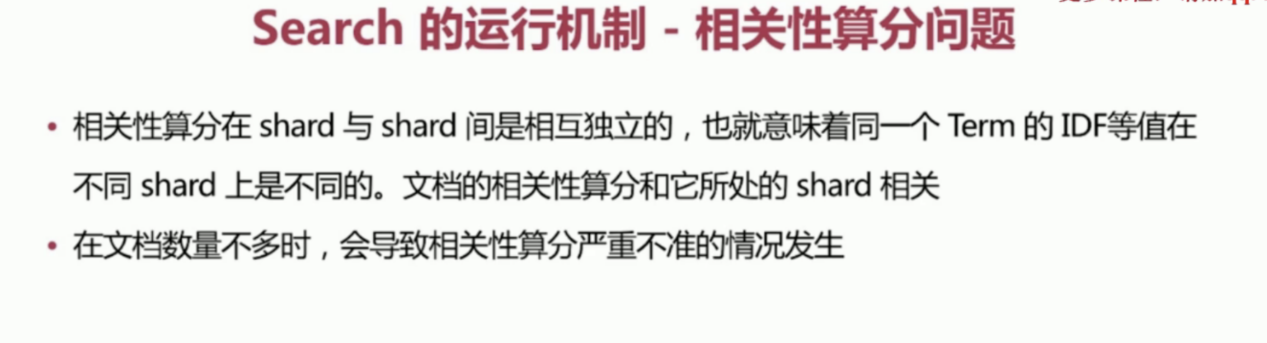 Search 的运行机制 - 相关性算分问题
• 相关性算分在 shard 与 shard 间是相互独立的，也就意味着同一个 Term 的 IDF等值在
不同 shard 上是不同的。文档的相关性算分和它所处的 shard 相关
• 在文档数量不多时，会导致相关性算分严重不准的情况发生